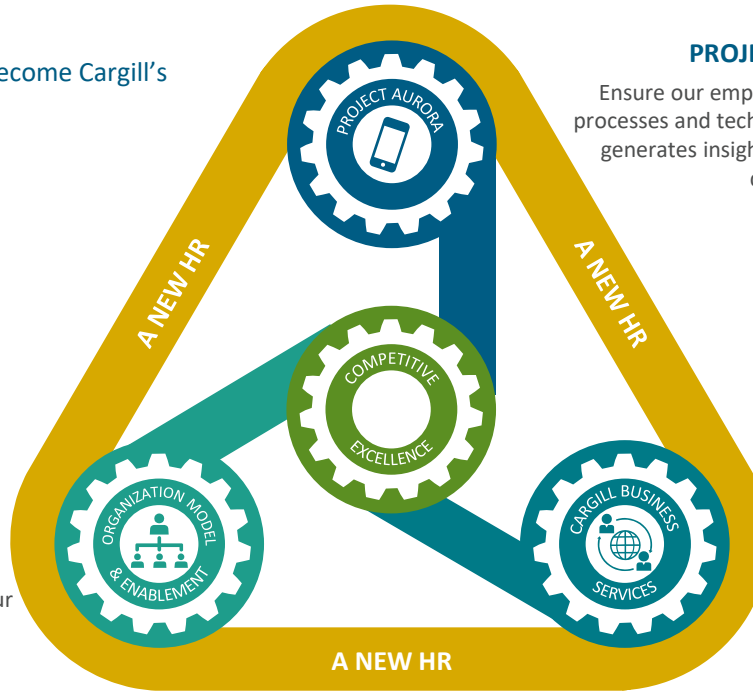 ecome Cargill's
PROJE
Ensure our emp
processes and tech
generates insigh
PROJECT AURORA
A NEW HR
A NEW HR
COMPETITIVE
EXCELLENCE
ORGANIZATION MODEL
& ENABLEMENT
CARGILL BUSINESS
SERVICES
ur
A NEW HR